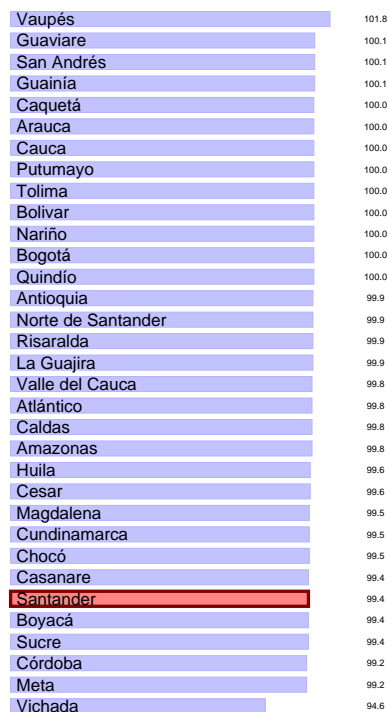 Vaupés 101.8
Guaviare 100.1
San Andrés 100.1
Guainía 100.1
Caquetá 100.0
Arauca 100.0
Cauca 100.0
Putumayo 100.0
Tolima 100.0
Bolivar 100.0
Nariño 100.0
Bogotá 100.0
Quindío 100.0
Antioquia 99.9
Norte de Santander 99.9
Risaralda 99.9
La Guajira 99.9
Valle del Cauca 99.8
Atlántico 99.8
Caldas 99.8
Amazonas 99.8
Huila 99.6
Cesar 99.6
Magdalena 99.5
Cundinamarca 99.5
Chocó 99.5
Casanare 99.4
Santander 99.4
Boyacá 99.4
Sucre 99.4
Córdoba 99.2
Meta 99.2
Vichada 94.6